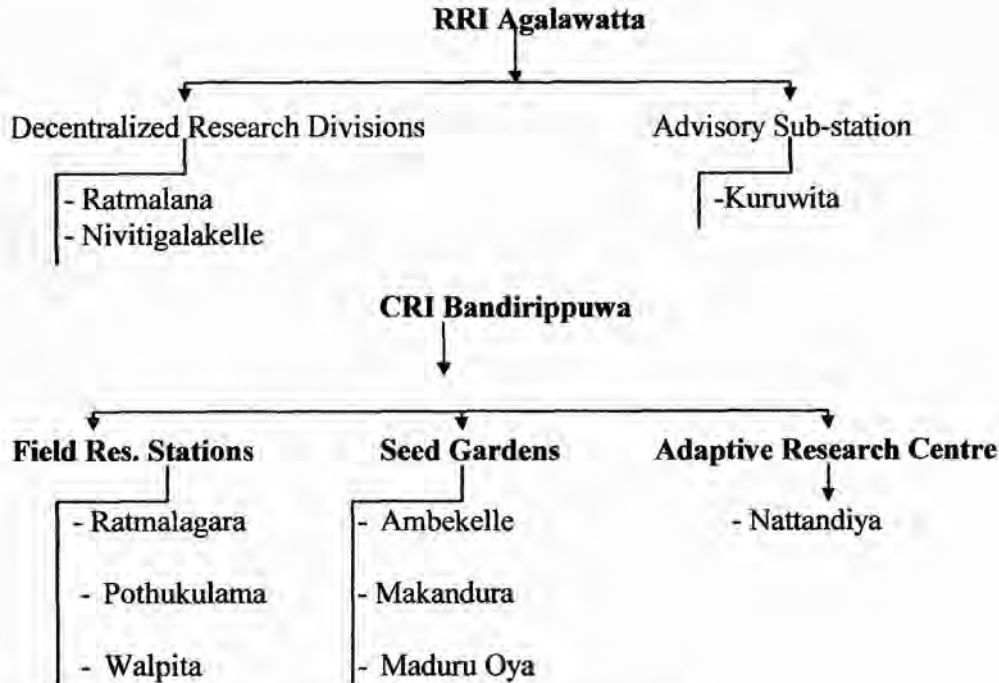 RRI Agalawatta
Decentralized Research Divisions
- Ratmalana
- Nivitigalakelle
Advisory Sub-station
-Kuruwita
CRI Bandirippuwa
Field Res. Stations
- Ratmalagara
- Pothukulama
- Walpita
Seed Gardens
- Ambekelle
- Makandura
- Maduru Oya
Adaptive Research Centre
- Nattandiya